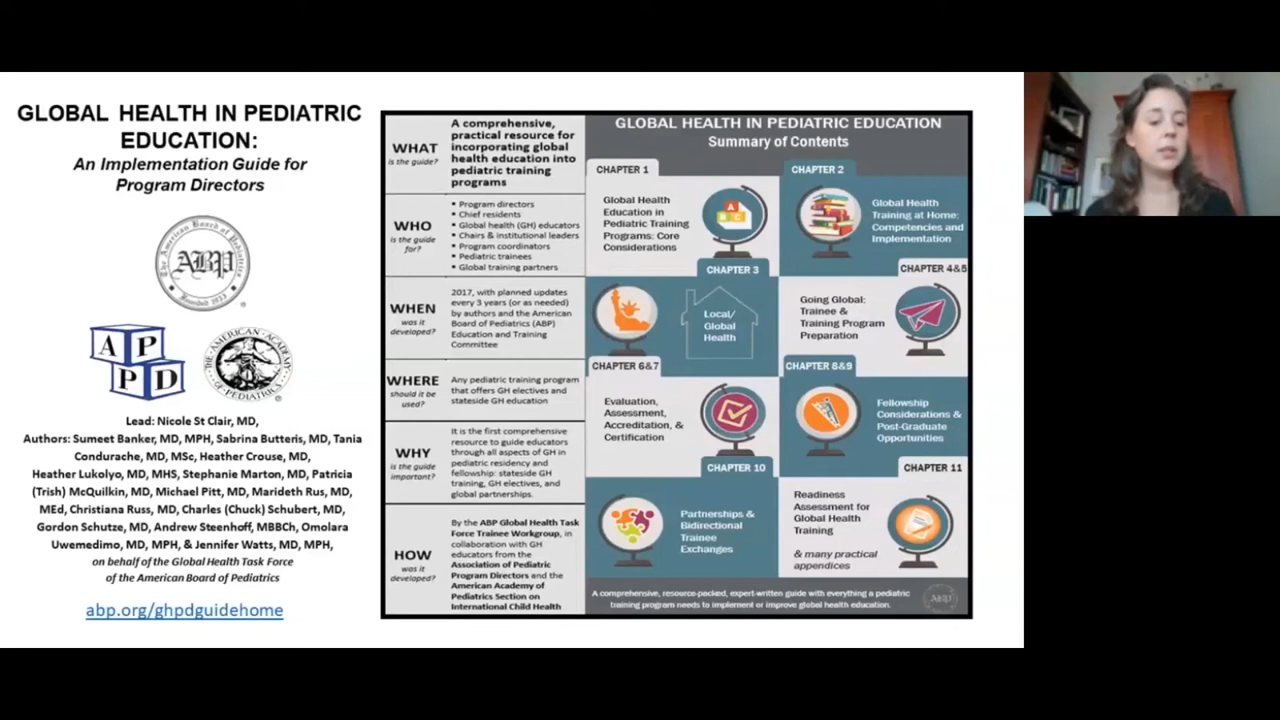 GLOBAL HEALTH IN PEDIATRIC
EDUCATION:
An Implementation Guide for
Program Directors
The American Board of Pediatrics
ABP
Founded 1933
A P
P D
THE AMERICAN ACADEMY
OF PEDIATRICS
Lead: Nicole St Clair, MD,
Authors: Sumeet Banker, MD, MPH, Sabrina Butteris, MD, Tania
Condurache, MD, MSc, Heather Crouse, MD,
Heather Lukolyo, MD, MHS, Stephanie Marton, MD, Patricia
(Trish) McQuilkin, MD, Michael Pitt, MD, Marideth Rus, MD,
MEd, Christiana Russ, MD, Charles (Chuck) Schubert, MD,
Gordon Schutze, MD, Andrew Steenhoff, MBBCh, Omolara
Uwemedimo, MD, MPH, & Jennifer Watts, MD, MPH,
on behalf of the Global Health Task Force
of the American Board of Pediatrics
abp.org/ghpdguidehome
WHAT
is the guide?
A comprehensive,
practical resource for
incorporating global
health education into
pediatric training
programs
WHO
is the guide
for?
▪ Program directors
▪ Chief residents
▪ Global health (GH) educators
▪ Chairs & institutional leaders
▪ Program coordinators
▪ Pediatric trainees
▪ Global training partners
WHEN
was it
developed?
2017, with planned updates
every 3 years (or as needed)
by authors and the American
Board of Pediatrics (ABP)
Education and Training
Committee
WHERE
should it be
used?
Any pediatric training program
that offers GH electives and
stateside GH education
WHY
is the guide
important?
It is the first comprehensive
resource to guide educators
through all aspects of GH in
pediatric residency and
fellowship: stateside GH
training, GH electives, and
global partnerships.
HOW
was it
developed?
By the ABP Global Health Task
Force Trainee Workgroup, in
collaboration with GH
educators from the
Association of Pediatric
Program Directors and the
American Academy of
Pediatrics Section on
International Child Health
GLOBAL HEALTH IN PEDIATRIC EDUCATION
Summary of Contents
CHAPTER 1
Global Health
Education in
Pediatric Training
Programs: Core
Considerations
A B C
CHAPTER 2
Global Health
Training at Home:
Competencies and
Implementation
CHAPTER 3
Local/
Global
Health
CHAPTER 4&5
Going Global:
Trainee &
Training Program
Preparation
CHAPTER 6&7
Evaluation,
Assessment,
Accreditation, &
Certification
CHAPTER 8&9
Fellowship
Considerations &
Post-Graduate
Opportunities
CHAPTER 10
Partnerships &
Bidirectional
Trainee
Exchanges
CHAPTER 11
Readiness
Assessment for
Global Health
Training
& many practical
appendices
A comprehensive, resource-packed, expert-written guide with everything a pediatric
training program needs to implement or improve global health education.
ABP